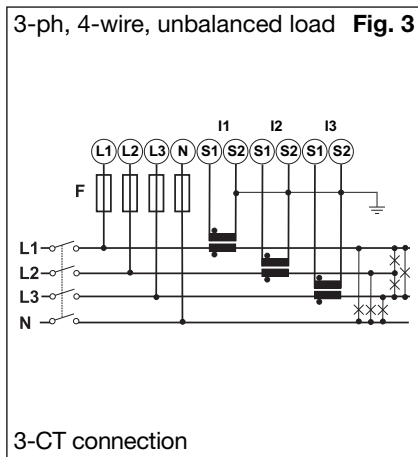 3-ph, 4-wire, unbalanced load Fig. 3
I1 I2 I3
L1 L2 L3 N S1 S2 S1 S2 S1 S2
F
L1
L2
L3
N
3-CT connection